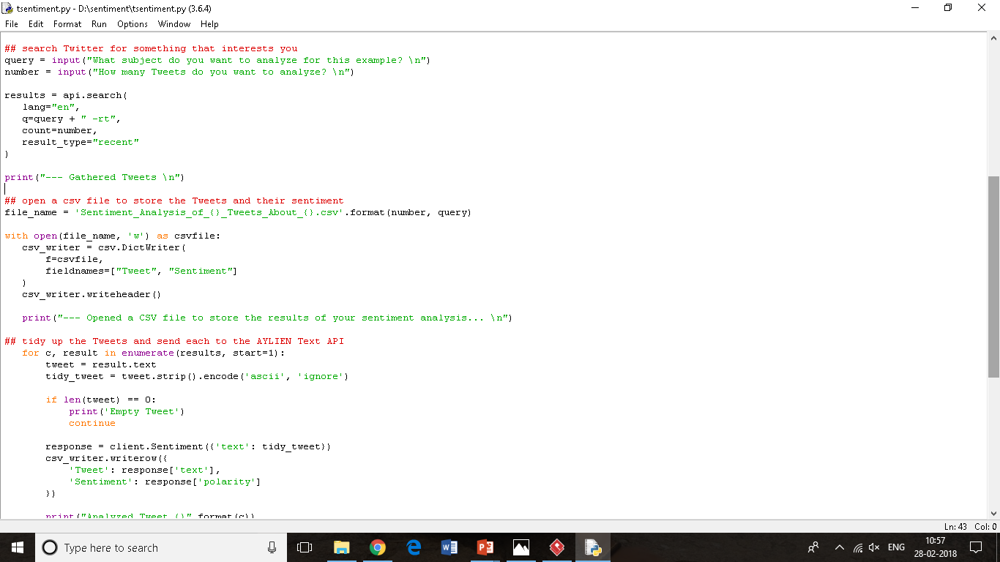 tsentiment.py - D:\sentiment\tsentiment.py (3.6.4)
File Edit Format Run Options Window Help
## search Twitter for something that interests you
query = input("What subject do you want to analyze for this example? \n")
number = input("How many Tweets do you want to analyze? \n")
results = api.search(
lang="en",
q=query + " -rt",
count=number,
result_type="recent"
)
print("--- Gathered Tweets \n")
## open a csv file to store the Tweets and their sentiment
file_name = 'Sentiment_Analysis_of_{}_Tweets_About_{}.csv'.format(number, query)
with open(file_name, 'w') as csvfile:
csv_writer = csv.DictWriter(
f=csvfile,
fieldnames=["Tweet", "Sentiment"]
)
csv_writer.writeheader()
print("--- Opened a CSV file to store the results of your sentiment analysis... \n")
## tidy up the Tweets and send each to the AYLIEN Text API
for c, result in enumerate(results, start=1):
tweet = result.text
tidy_tweet = tweet.strip().encode('ascii', 'ignore')
if len(tweet) == 0:
print('Empty Tweet')
continue
response = client.Sentiment({'text': tidy_tweet})
csv_writer.writerow({
'Tweet': response['text'],
'Sentiment': response['polarity']
})
print("Analyzed Tweet {}".format(c))
Ln: 43 Col: 0
Type here to search
ENG
10:57
28-02-2018